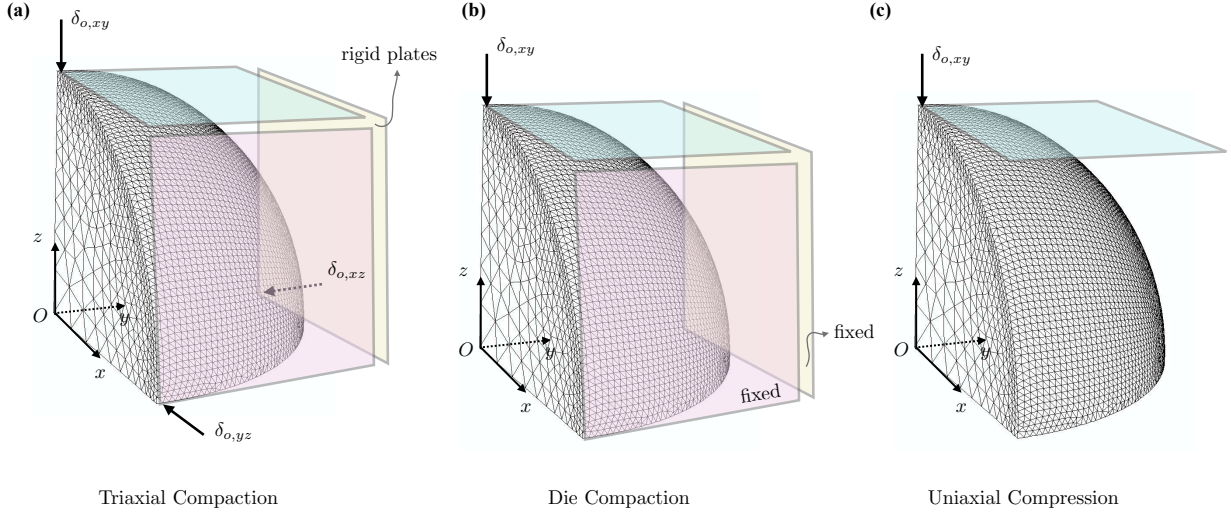 (a)
(b)
(c)
δo,xy
δo,xy
δo,xy
rigid plates
z
z
z
δo,xz
O
y
x
O
y
x
O
y
x
fixed
fixed
δo,yz
Triaxial Compaction
Die Compaction
Uniaxial Compression